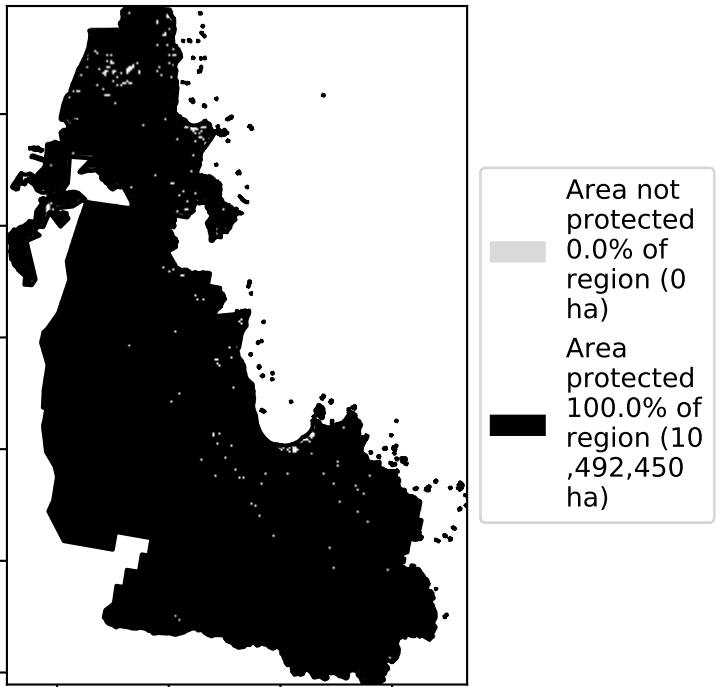 Area not
protected
0.0% of
region (0
ha)
Area
protected
100.0% of
region (10
,492,450
ha)